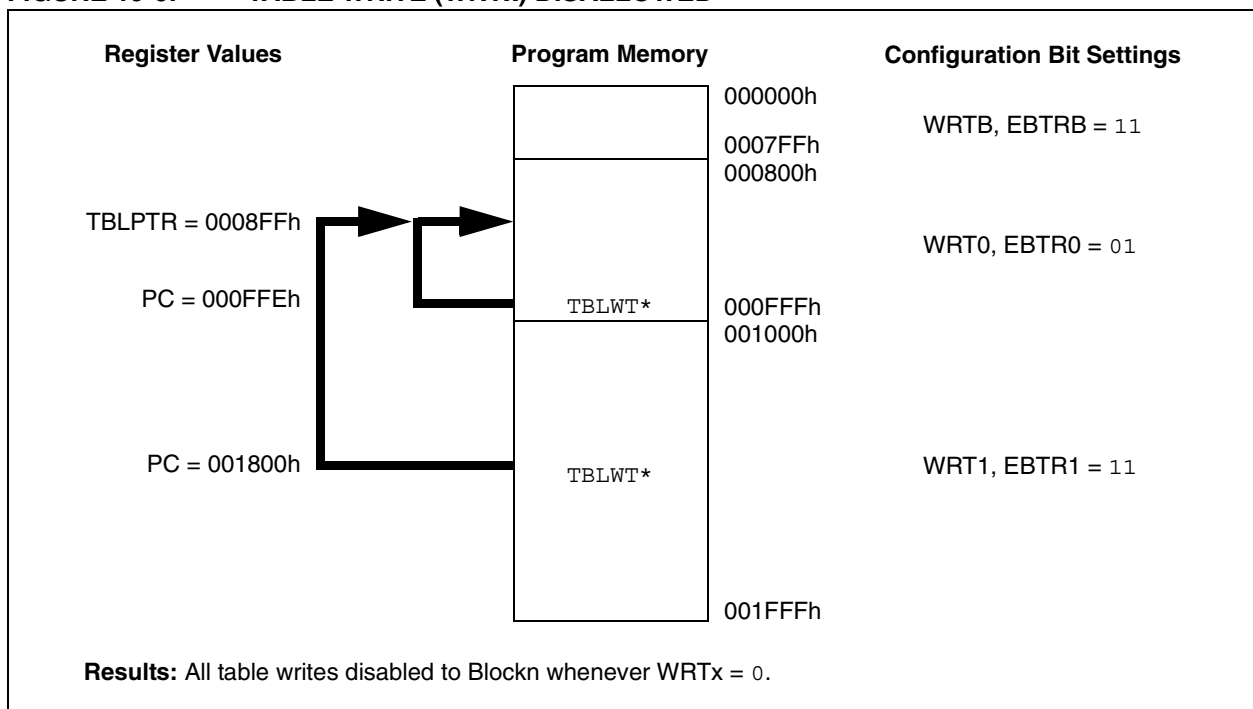 Register Values Program Memory Configuration Bit Settings
000000h
WRTB, EBTRB = 11
0007FFh
000800h
TBLPTR = 0008FFh
WRT0, EBTR0 = 01
PC = 000FFEh
TBLWT*
000FFFh
001000h
PC = 001800h
TBLWT*
WRT1, EBTR1 = 11
001FFFh
Results: All table writes disabled to Blockn whenever WRTx = 0.